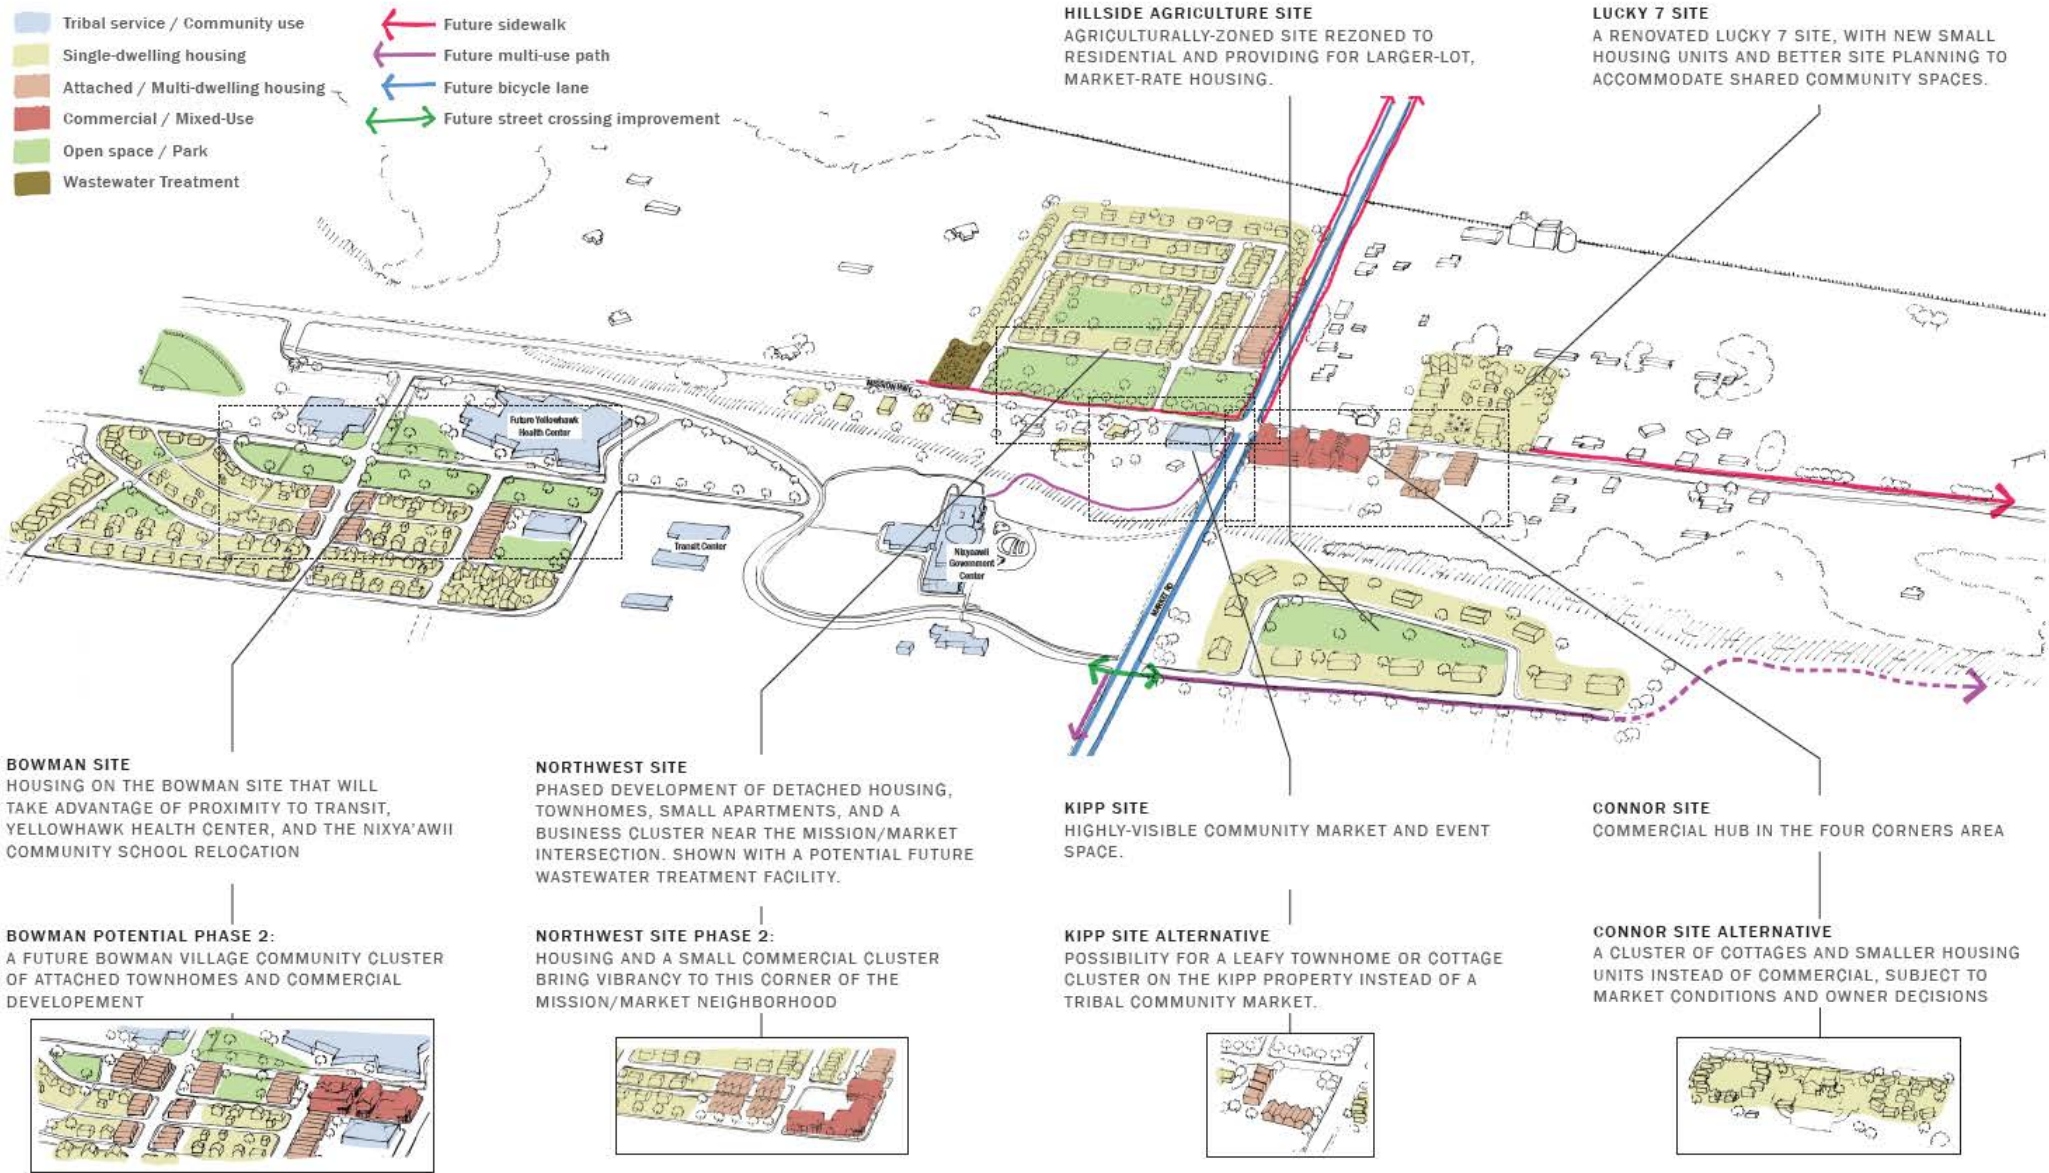 Tribal service / Community use
Single-dwelling housing
Attached / Multi-dwelling housing
Commercial / Mixed-Use
Open space / Park
Wastewater Treatment
Future sidewalk
Future multi-use path
Future bicycle lane
Future street crossing improvement
HILLSIDE AGRICULTURE SITE
AGRICULTURALLY-ZONED SITE REZONED TO
RESIDENTIAL AND PROVIDING FOR LARGER-LOT,
MARKET-RATE HOUSING.
LUCKY 7 SITE
A RENOVATED LUCKY 7 SITE, WITH NEW SMALL
HOUSING UNITS AND BETTER SITE PLANNING TO
ACCOMMODATE SHARED COMMUNITY SPACES.
MISSION HWY
Future Yellowhawk
Health Center
Transit Center
Nixyaawii
Government
Center
MARKET RD
BOWMAN SITE
HOUSING ON THE BOWMAN SITE THAT WILL
TAKE ADVANTAGE OF PROXIMITY TO TRANSIT,
YELLOWHAWK HEALTH CENTER, AND THE NIXYA'AWII
COMMUNITY SCHOOL RELOCATION
NORTHWEST SITE
PHASED DEVELOPMENT OF DETACHED HOUSING,
TOWNHOMES, SMALL APARTMENTS, AND A
BUSINESS CLUSTER NEAR THE MISSION/MARKET
INTERSECTION. SHOWN WITH A POTENTIAL FUTURE
WASTEWATER TREATMENT FACILITY.
KIPP SITE
HIGHLY-VISIBLE COMMUNITY MARKET AND EVENT
SPACE.
CONNOR SITE
COMMERCIAL HUB IN THE FOUR CORNERS AREA
BOWMAN POTENTIAL PHASE 2:
A FUTURE BOWMAN VILLAGE COMMUNITY CLUSTER
OF ATTACHED TOWNHOMES AND COMMERCIAL
DEVELOPEMENT
NORTHWEST SITE PHASE 2:
HOUSING AND A SMALL COMMERCIAL CLUSTER
BRING VIBRANCY TO THIS CORNER OF THE
MISSION/MARKET NEIGHBORHOOD
KIPP SITE ALTERNATIVE
POSSIBILITY FOR A LEAFY TOWNHOME OR COTTAGE
CLUSTER ON THE KIPP PROPERTY INSTEAD OF A
TRIBAL COMMUNITY MARKET.
CONNOR SITE ALTERNATIVE
A CLUSTER OF COTTAGES AND SMALLER HOUSING
UNITS INSTEAD OF COMMERCIAL, SUBJECT TO
MARKET CONDITIONS AND OWNER DECISIONS